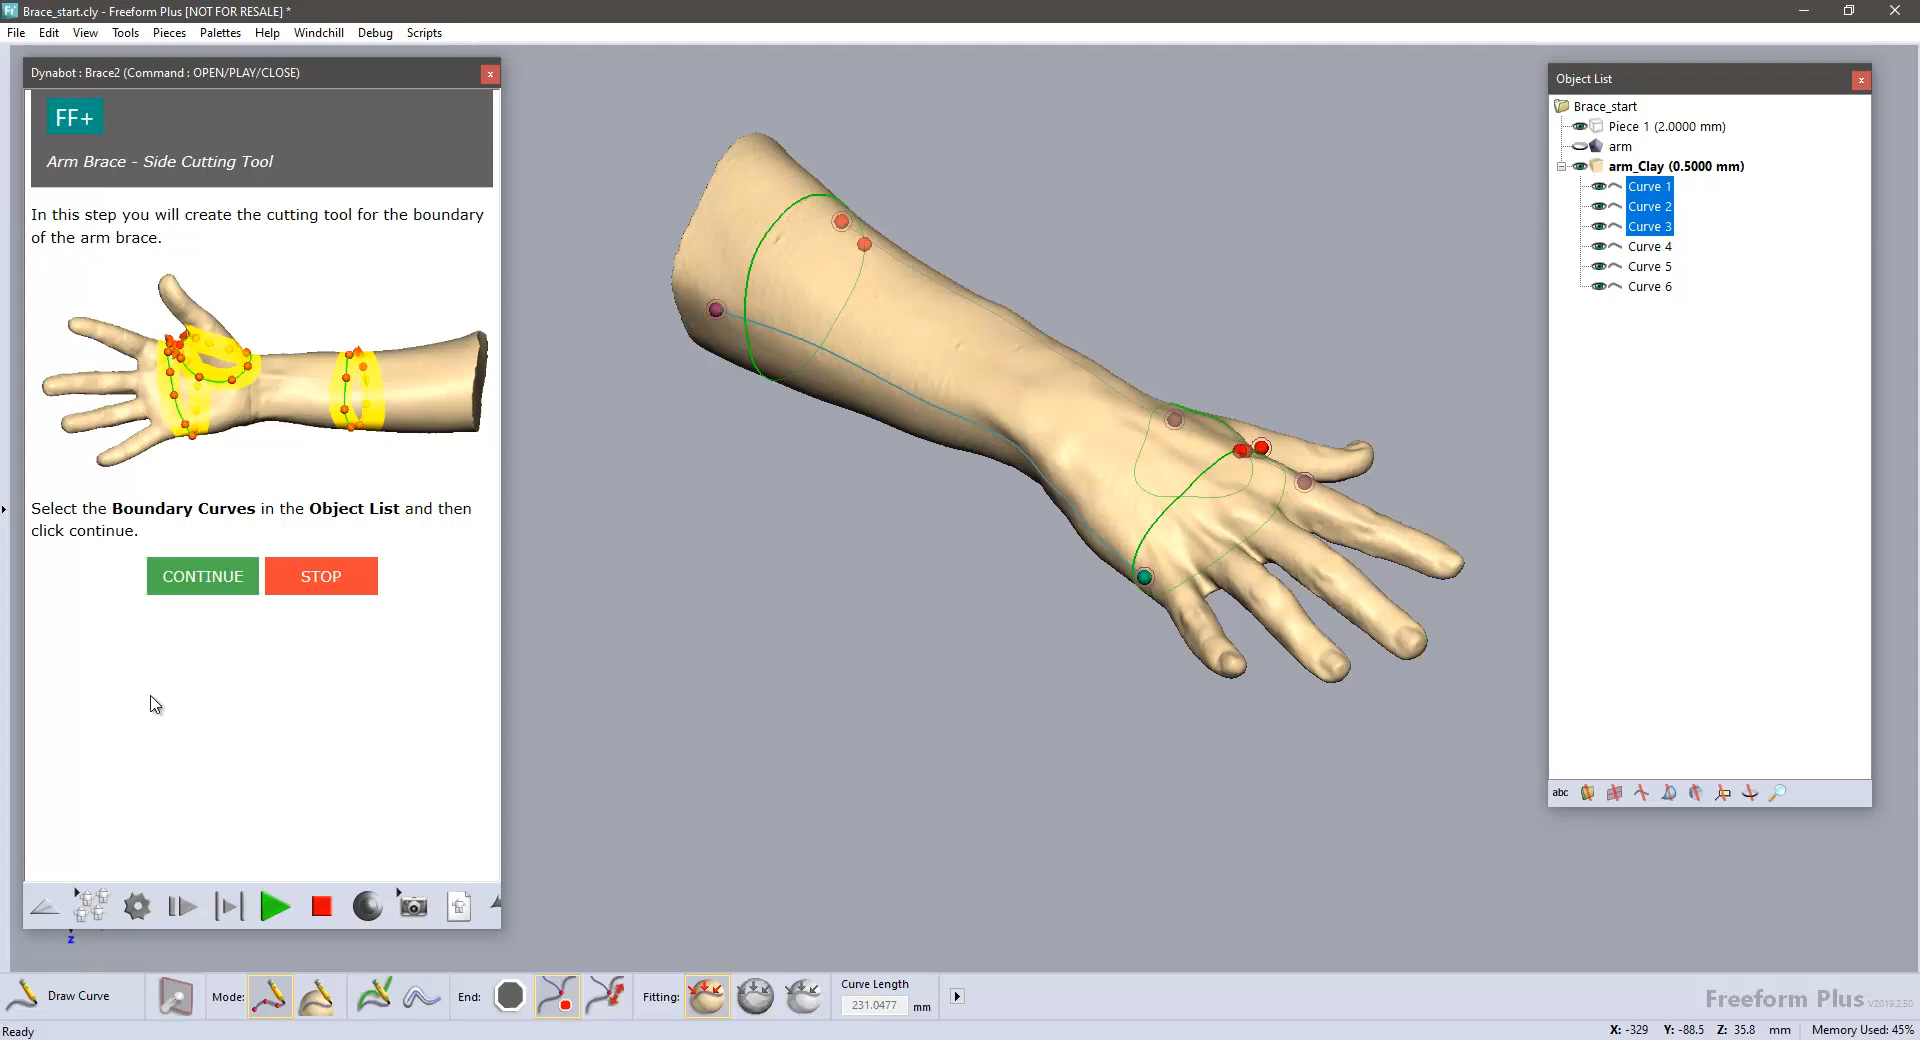 Brace_start.cly - Freeform Plus [NOT FOR RESALE] *
File Edit View Tools Pieces Palettes Help Windchill Debug Scripts
Dynabot : Brace2 (Command : OPEN/PLAY/CLOSE)
x
FF+
Arm Brace - Side Cutting Tool
In this step you will create the cutting tool for the boundary
of the arm brace.
Select the Boundary Curves in the Object List and then
click continue.
CONTINUE STOP
z
Object List
x
Brace_start
Piece 1 (2.0000 mm)
arm
arm_Clay (0.5000 mm)
Curve 1
Curve 2
Curve 3
Curve 4
Curve 5
Curve 6
abc
Draw Curve
Mode:
End:
Fitting:
Curve Length
231.0477 mm
Freeform Plus V2019.2.50
Ready
X: -329 Y: -88.5 Z: 35.8 mm Memory Used: 45%